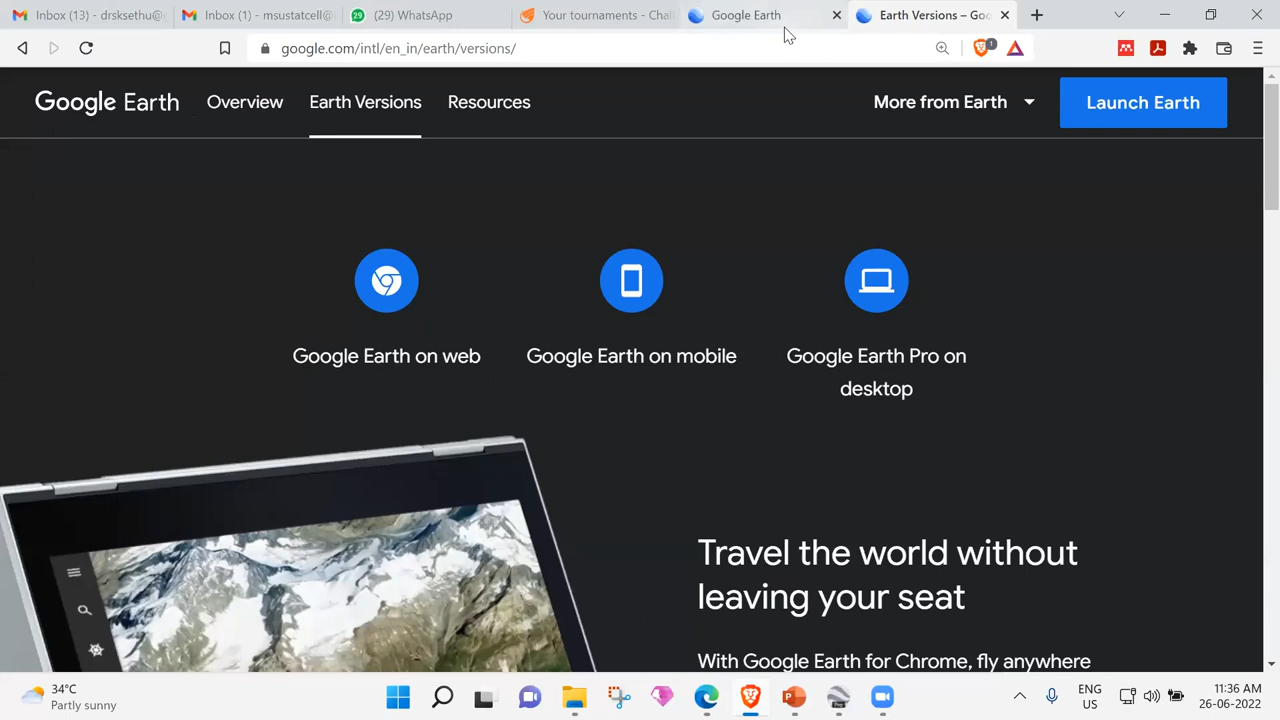 Inbox (13) - drsksethu@
Inbox (1) - msustatcell@
(29) WhatsApp
Your tournaments - Chall
Google Earth
Earth Versions – Goo
google.com/intl/en_in/earth/versions/
1
Google Earth
Overview
Earth Versions
Resources
More from Earth
Launch Earth
Google Earth on web
Google Earth on mobile
Google Earth Pro on
desktop
Travel the world without
leaving your seat
With Google Earth for Chrome, fly anywhere
34°C
Partly sunny
ENG
US
11:36 AM
26-06-2022